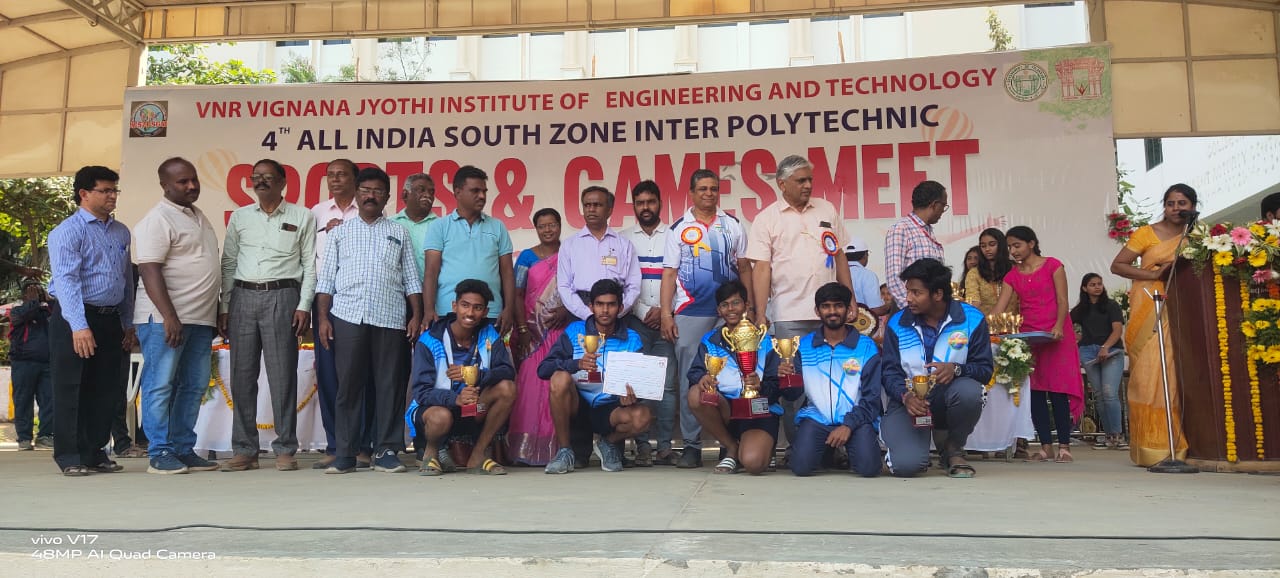 VNR VIGNANA JYOTHI INSTITUTE OF ENGINEERING AND TECHNOLOGY
4TH ALL INDIA SOUTH ZONE INTER POLYTECHNIC
SPORTS & GAMES MEET
vivo V17
48MP AI Quad Camera